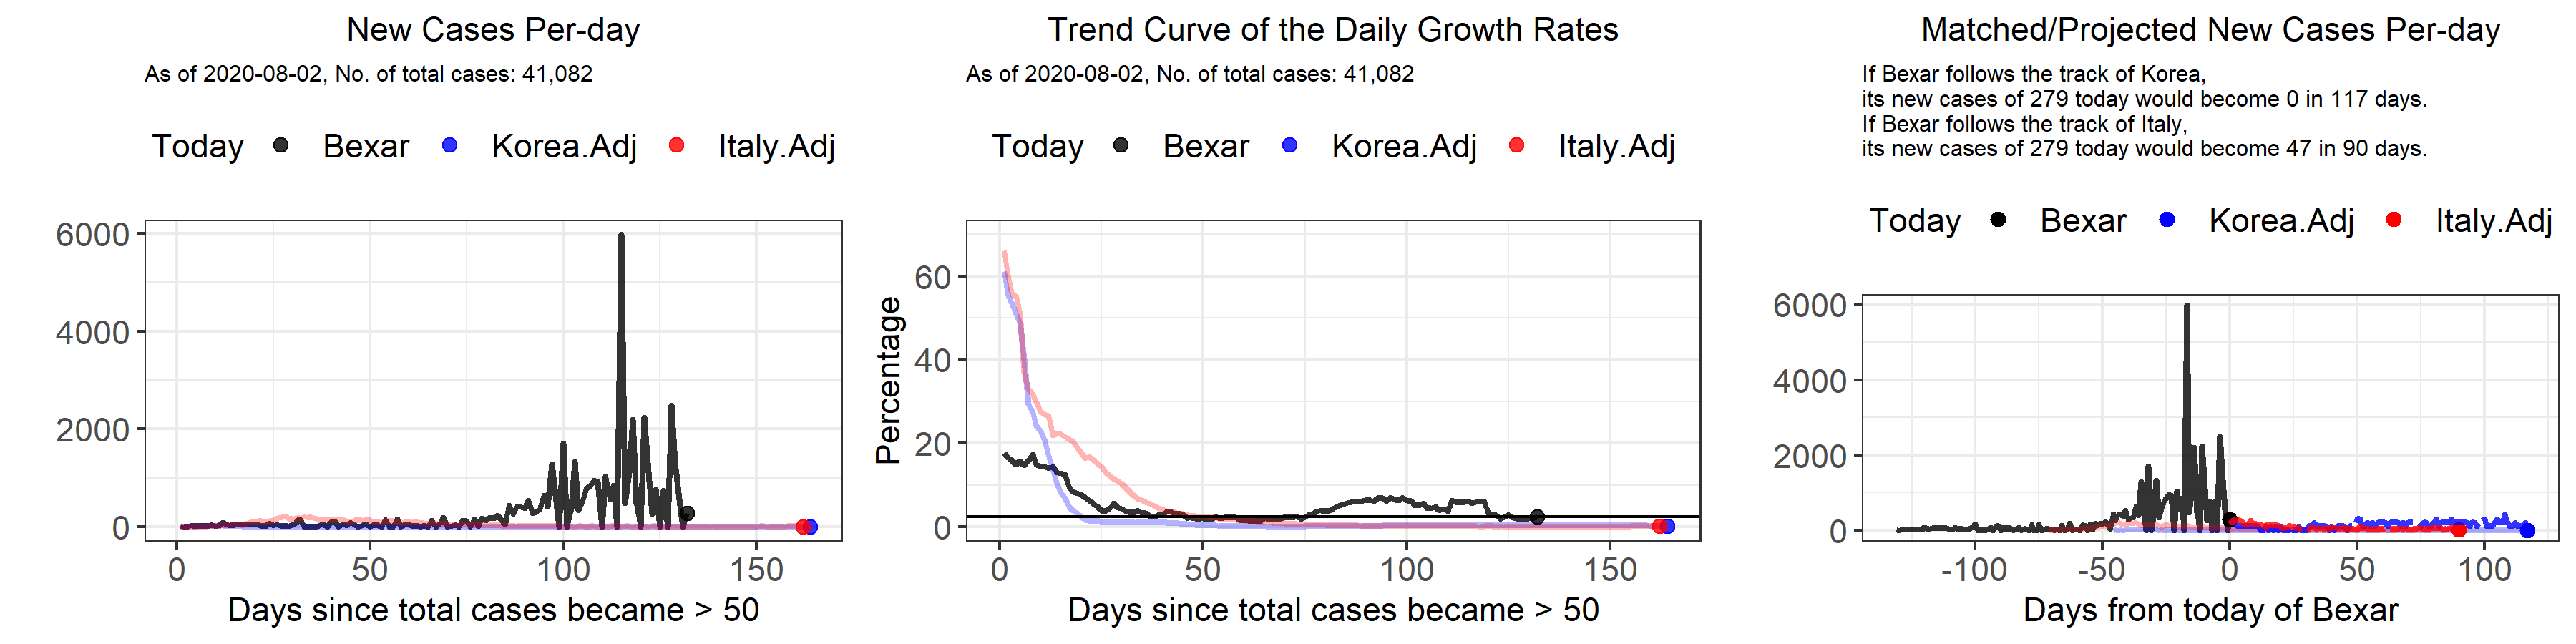 New Cases Per-day
As of 2020-08-02, No. of total cases: 41,082
Today Bexar Korea.Adj Italy.Adj
6000
4000
2000
0
0 50 100 150
Days since total cases became > 50
Trend Curve of the Daily Growth Rates
As of 2020-08-02, No. of total cases: 41,082
Today Bexar Korea.Adj Italy.Adj
Percentage
60
40
20
0
0 50 100 150
Days since total cases became > 50
Matched/Projected New Cases Per-day
If Bexar follows the track of Korea,
its new cases of 279 today would become 0 in 117 days.
If Bexar follows the track of Italy,
its new cases of 279 today would become 47 in 90 days.
Today Bexar Korea.Adj Italy.Adj
6000
4000
2000
0
-100 -50 0 50 100
Days from today of Bexar